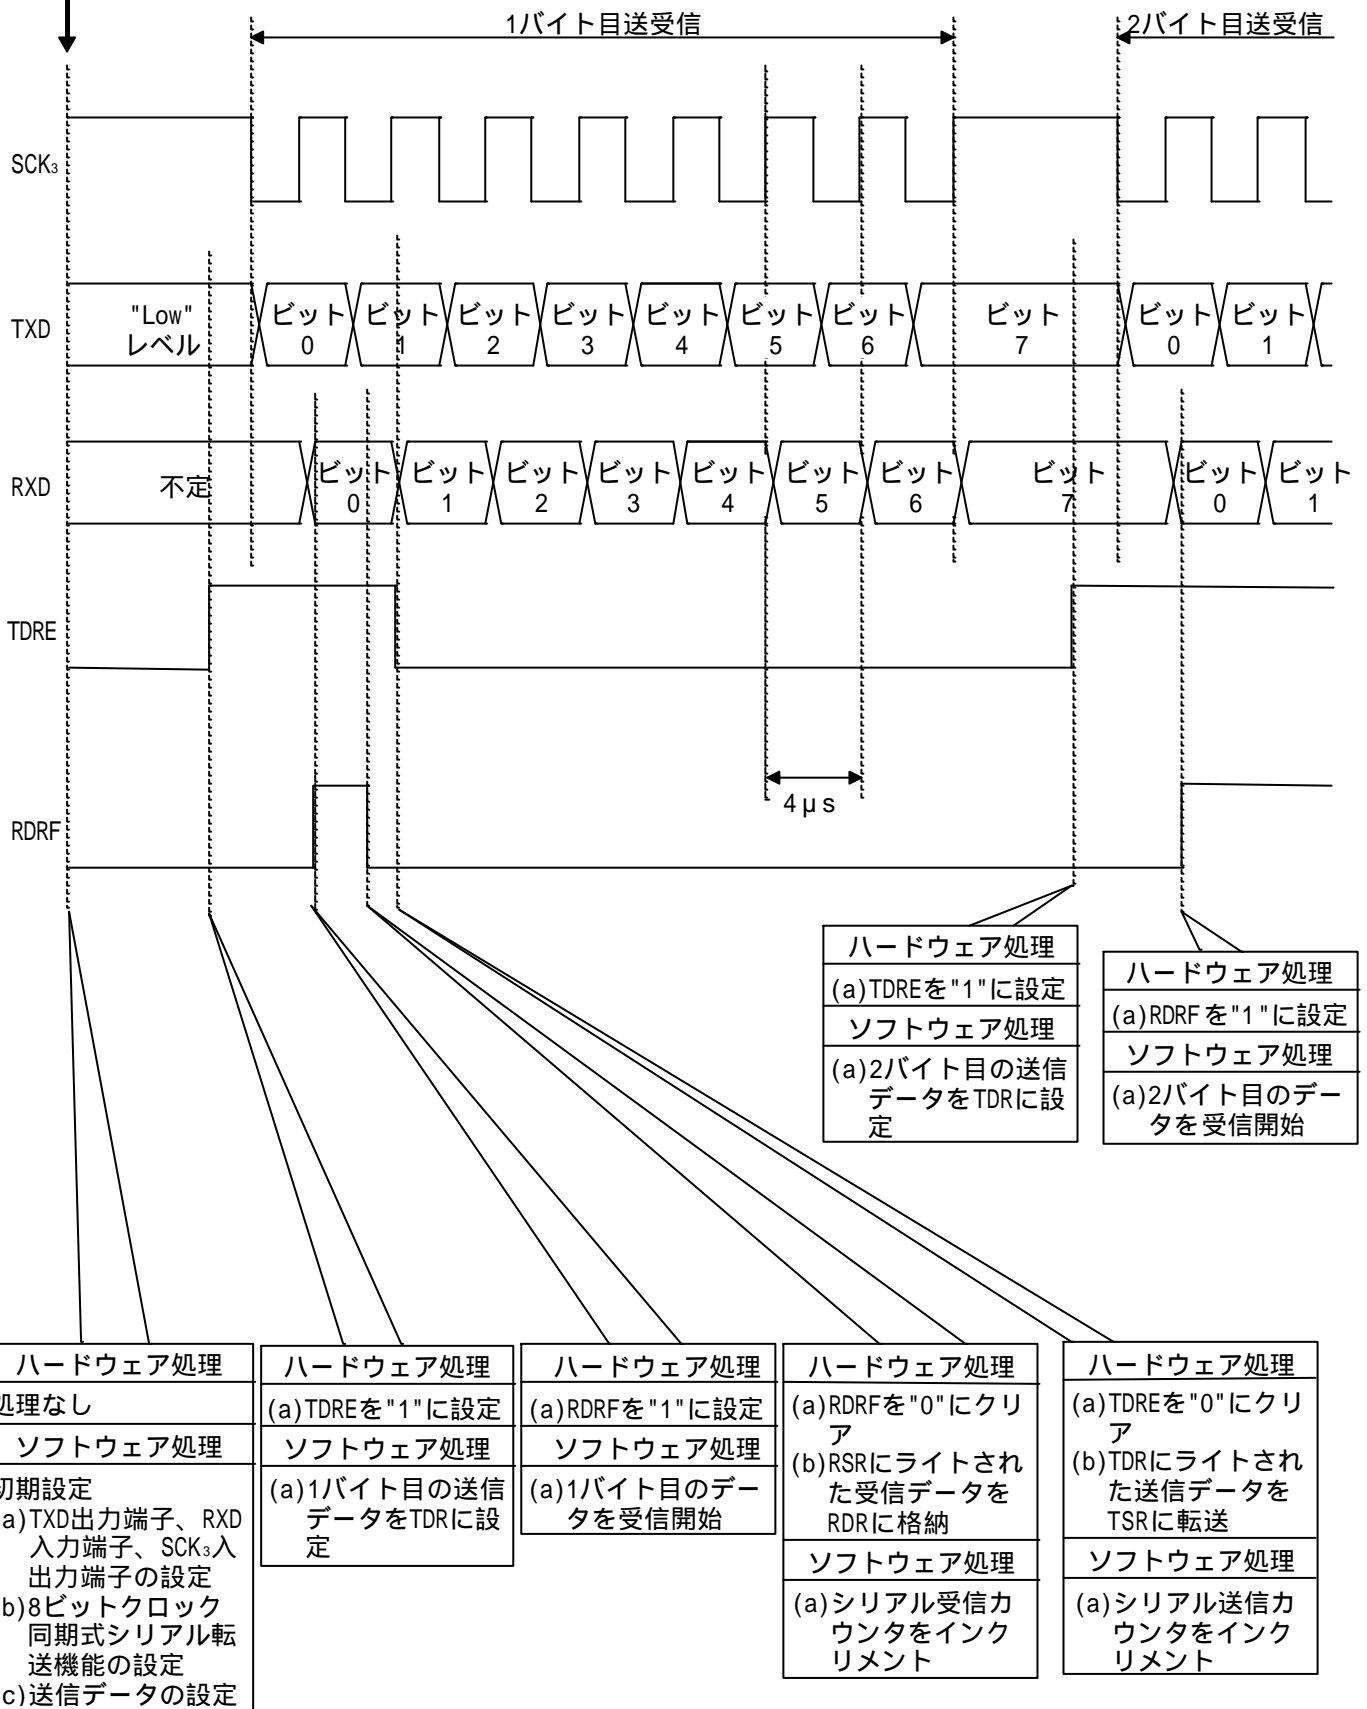 1バイト目送受信
2バイト目送受信
SCK₃
TXD
"Low"
レベル
ビット
0
ビット
1
ビット
2
ビット
3
ビット
4
ビット
5
ビット
6
ビット
7
ビット
0
ビット
1
RXD
不定
ビット
0
ビット
1
ビット
2
ビット
3
ビット
4
ビット
5
ビット
6
ビット
7
ビット
0
ビット
1
TDRE
4μs
RDRF
ハードウェア処理
(a)TDREを"1"に設定
ソフトウェア処理
(a)2バイト目の送信
データをTDRに設
定
ハードウェア処理
(a)RDRFを"1"に設定
ソフトウェア処理
(a)2バイト目のデー
タを受信開始
ハードウェア処理
処理なし
ソフトウェア処理
初期設定
a)TXD出力端子、RXD
入力端子、SCK₃入
出力端子の設定
b)8ビットクロック
同期式シリアル転
送機能の設定
c)送信データの設定
ハードウェア処理
(a)TDREを"1"に設定
ソフトウェア処理
(a)1バイト目の送信
データをTDRに設
定
ハードウェア処理
(a)RDRFを"1"に設定
ソフトウェア処理
(a)1バイト目のデー
タを受信開始
ハードウェア処理
(a)RDRFを"0"にクリ
ア
(b)RSRにライトされ
た受信データを
RDRに格納
ソフトウェア処理
(a)シリアル受信カ
ウンタをインク
リメント
ハードウェア処理
(a)TDREを"0"にクリ
ア
(b)TDRにライトされ
た送信データを
TSRに転送
ソフトウェア処理
(a)シリアル送信カ
ウンタをインク
リメント